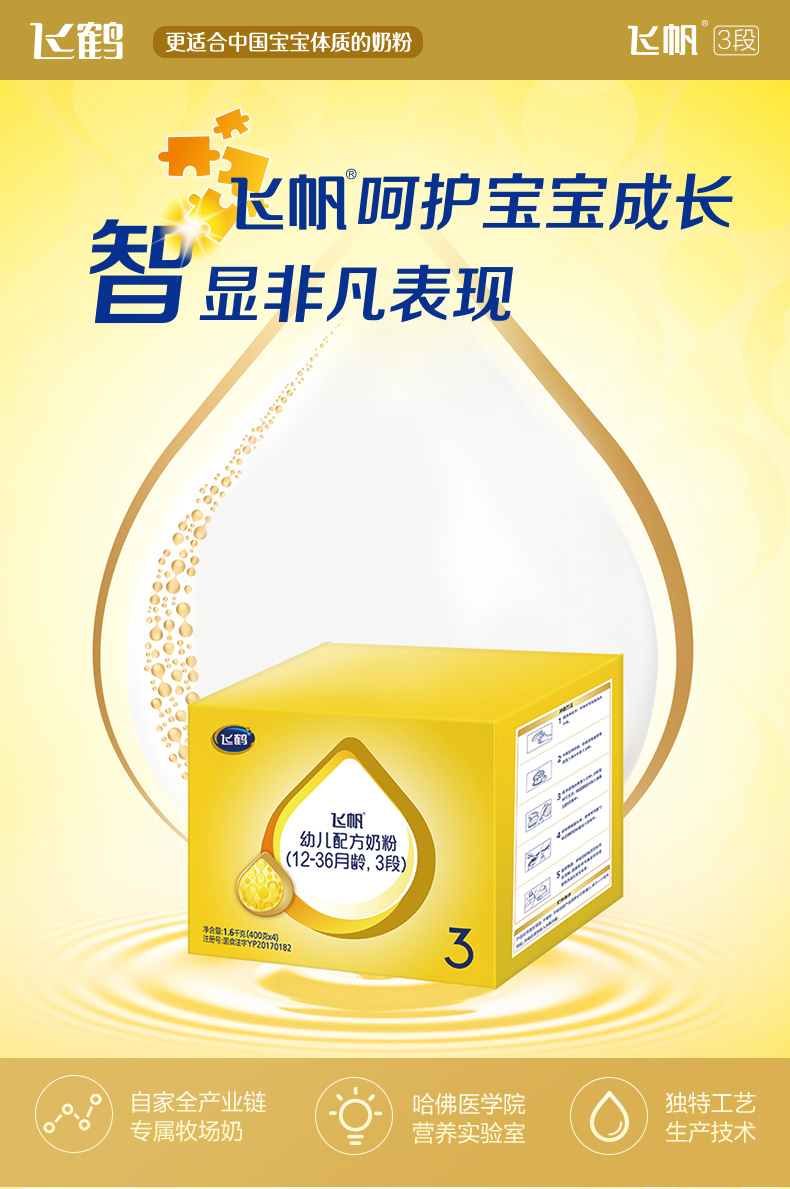 飞鹤
更适合中国宝宝体质的奶粉
飞帆® 3段
飞帆®呵护宝宝成长
智显非凡表现
飞鹤
飞帆
幼儿配方奶粉
(12-36月龄, 3段)
净含量:1.6千克(400克x4)
注册号:国食注字YP20170182
3
1
2
3
4
5
自家全产业链
专属牧场奶
哈佛医学院
营养实验室
独特工艺
生产技术